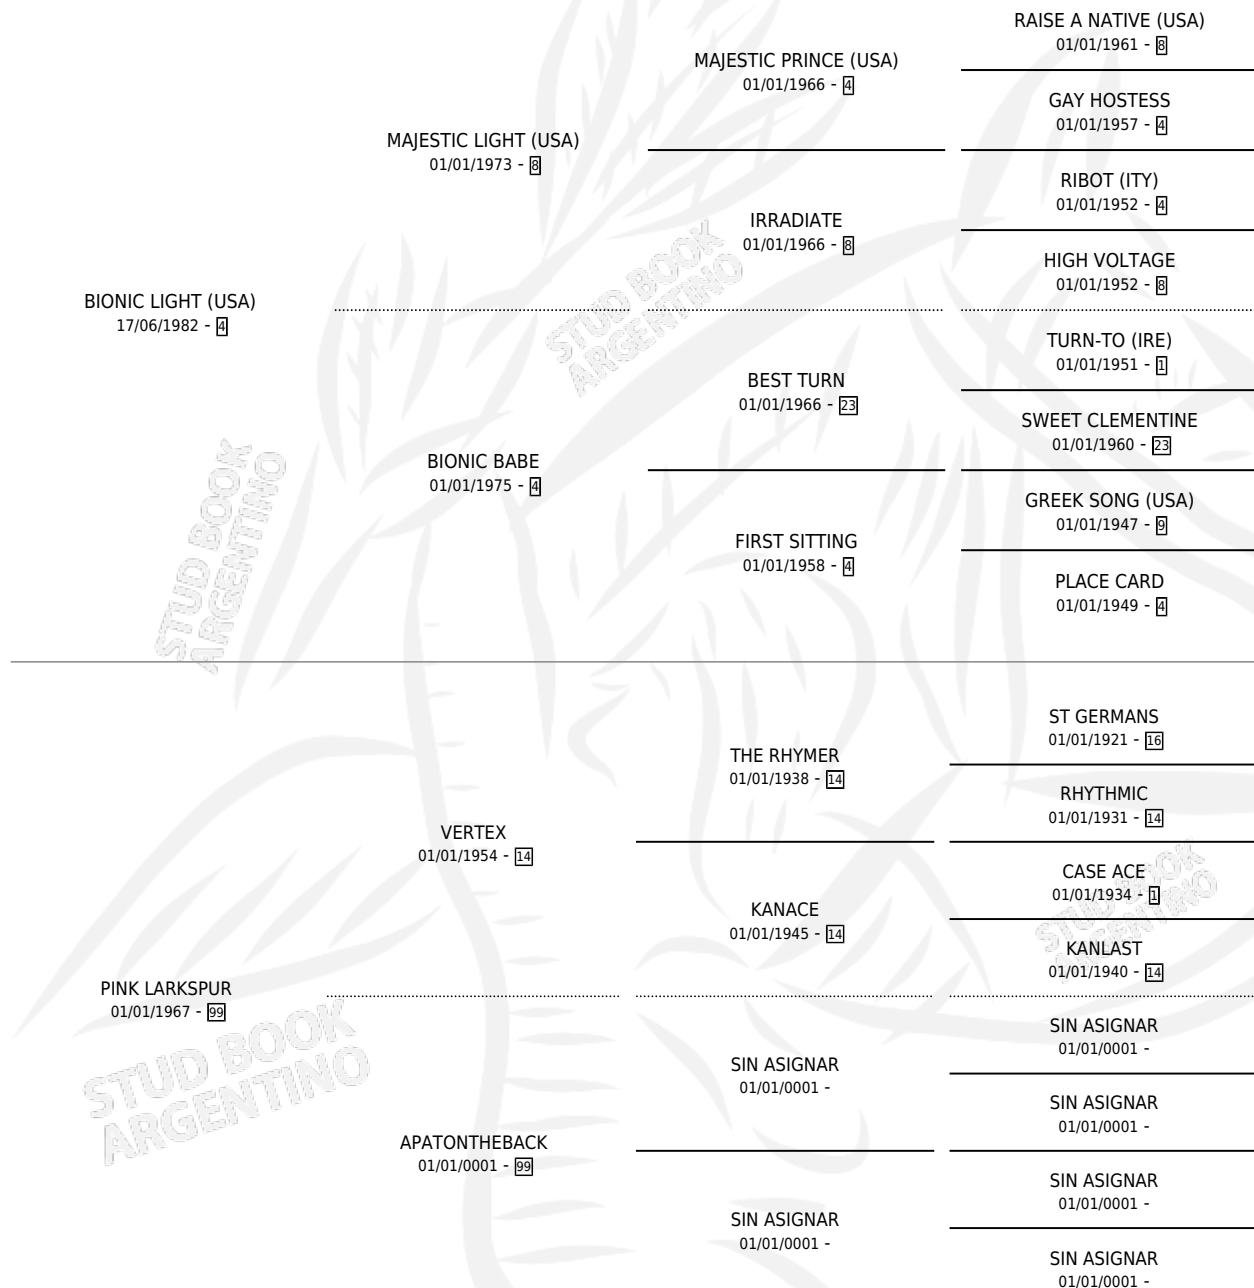 RAISE A NATIVE (USA)
01/01/1961 - 8
MAJESTIC PRINCE (USA)
01/01/1966 - 4
GAY HOSTESS
01/01/1957 - 4
MAJESTIC LIGHT (USA)
01/01/1973 - 8
RIBOT (ITY)
01/01/1952 - 4
IRRADIATE
01/01/1966 - 8
HIGH VOLTAGE
01/01/1952 - 8
BIONIC LIGHT (USA)
17/06/1982 - 4
TURN-TO (IRE)
01/01/1951 - 1
BEST TURN
01/01/1966 - 23
SWEET CLEMENTINE
01/01/1960 - 23
BIONIC BABE
01/01/1975 - 4
GREEK SONG (USA)
01/01/1947 - 9
FIRST SITTING
01/01/1958 - 4
PLACE CARD
01/01/1949 - 4
STUD BOOK
ARGENTINO
STUD BOOK
ARGENTINO
ST GERMANS
01/01/1921 - 16
THE RHYMER
01/01/1938 - 14
RHYTHMIC
01/01/1931 - 14
VERTEX
01/01/1954 - 14
CASE ACE
01/01/1934 - 1
KANACE
01/01/1945 - 14
KANLAST
01/01/1940 - 14
STUD BOOK
ARGENTINO
PINK LARKSPUR
01/01/1967 - 99
SIN ASIGNAR
01/01/0001 -
SIN ASIGNAR
01/01/0001 -
SIN ASIGNAR
01/01/0001 -
APATONTHEBACK
01/01/0001 - 99
SIN ASIGNAR
01/01/0001 -
SIN ASIGNAR
01/01/0001 -
SIN ASIGNAR
01/01/0001 -
STUD BOOK
ARGENTINO